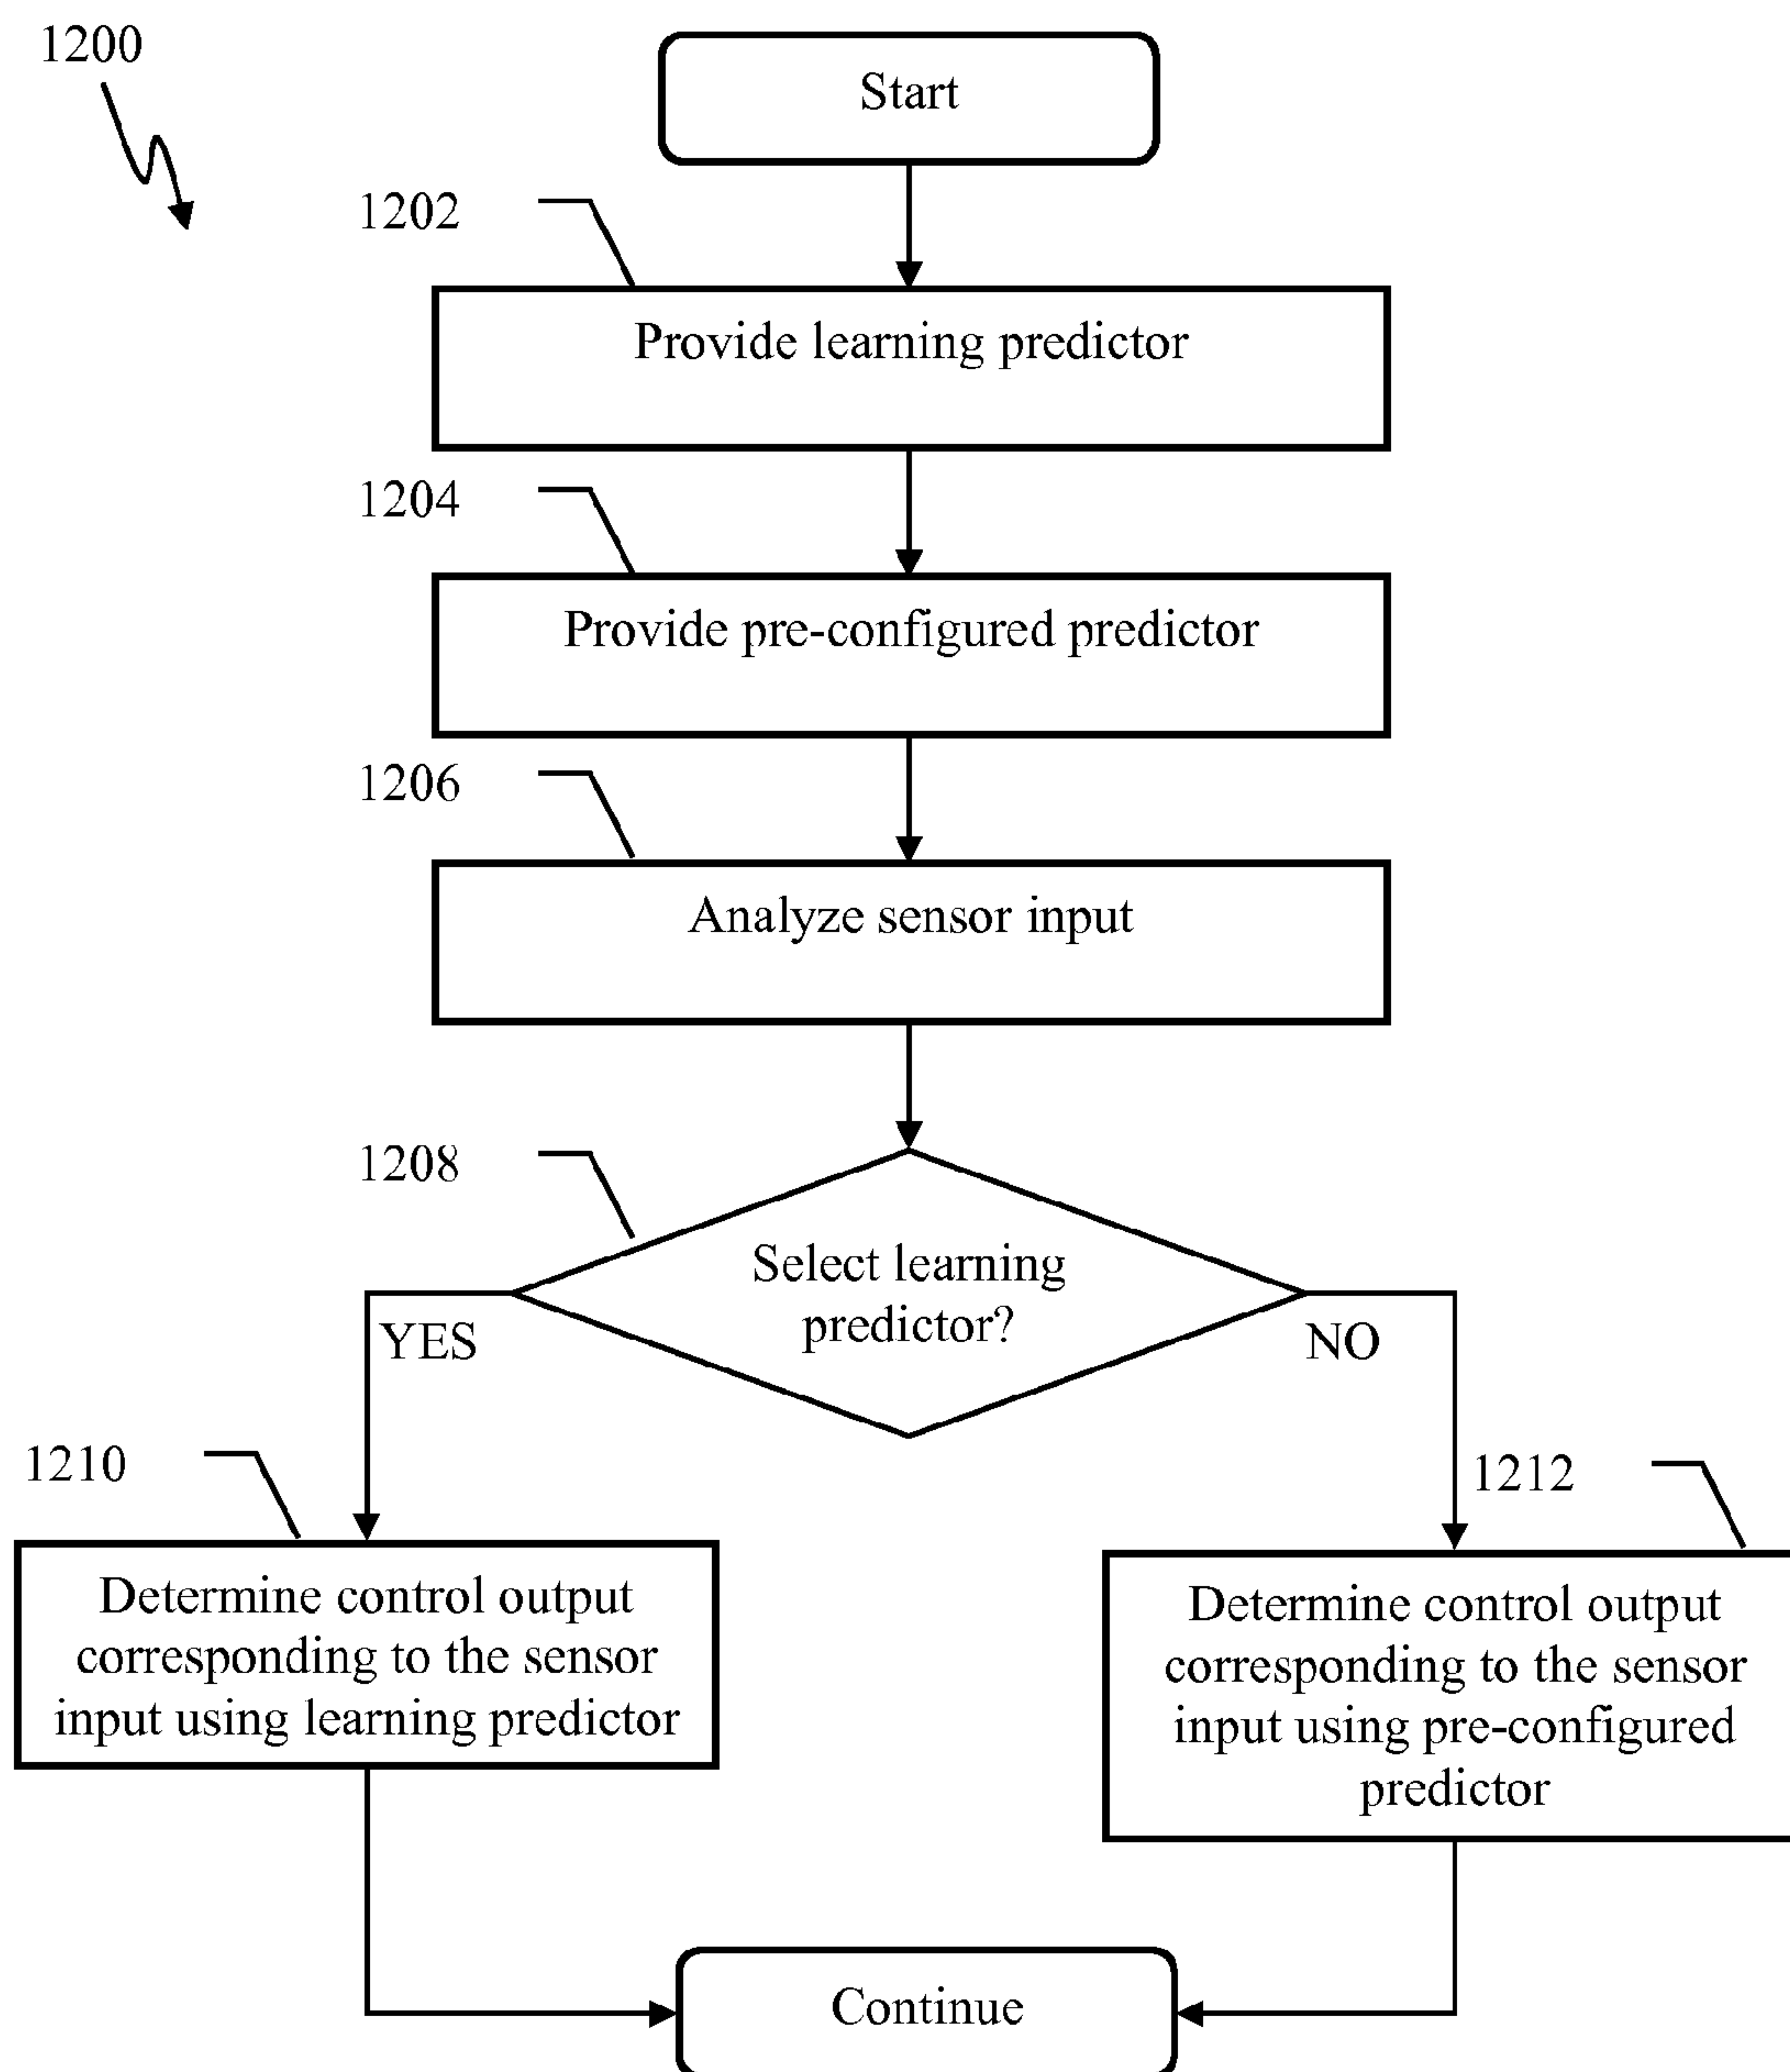 1200
Start
1202
Provide learning predictor
1204
Provide pre-configured predictor
1206
Analyze sensor input
1208
Select learning
predictor?
YES
NO
1210
1212
Determine control output
corresponding to the sensor
input using learning predictor
Determine control output
corresponding to the sensor
input using pre-configured
predictor
Continue